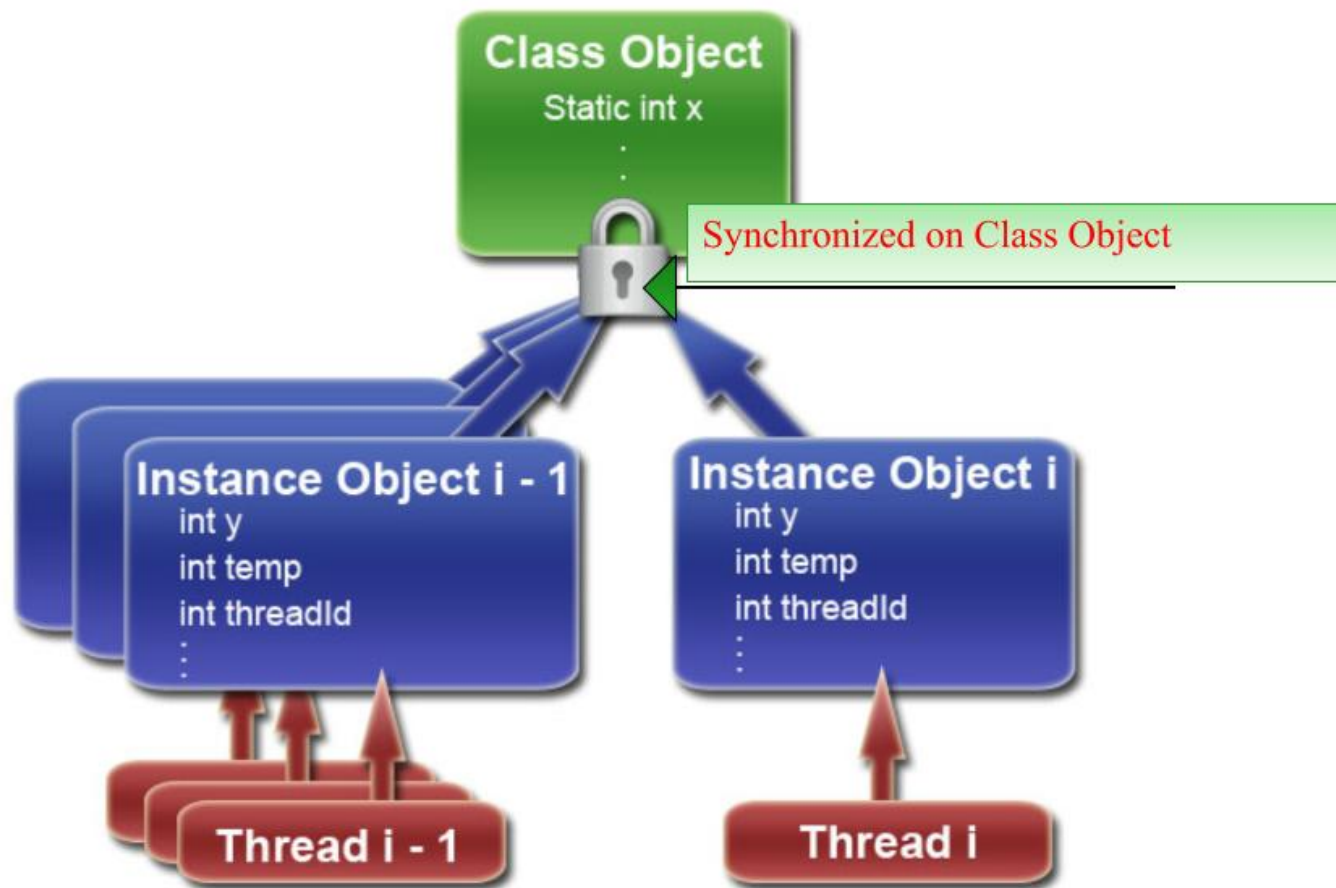 Class Object
Static int x
.
.
Synchronized on Class Object
Instance Object i - 1
int y
int temp
int threadId
.
.
.
Instance Object i
int y
int temp
int threadId
.
.
.
Thread i - 1
Thread i